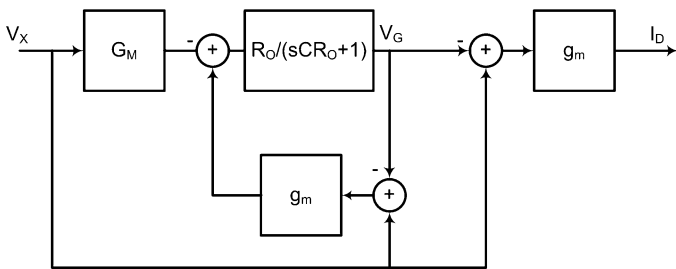 V_X
G_M
-
+
R_O/(sCR_O+1)
V_G
-
+
g_m
I_D
-
+
g_m